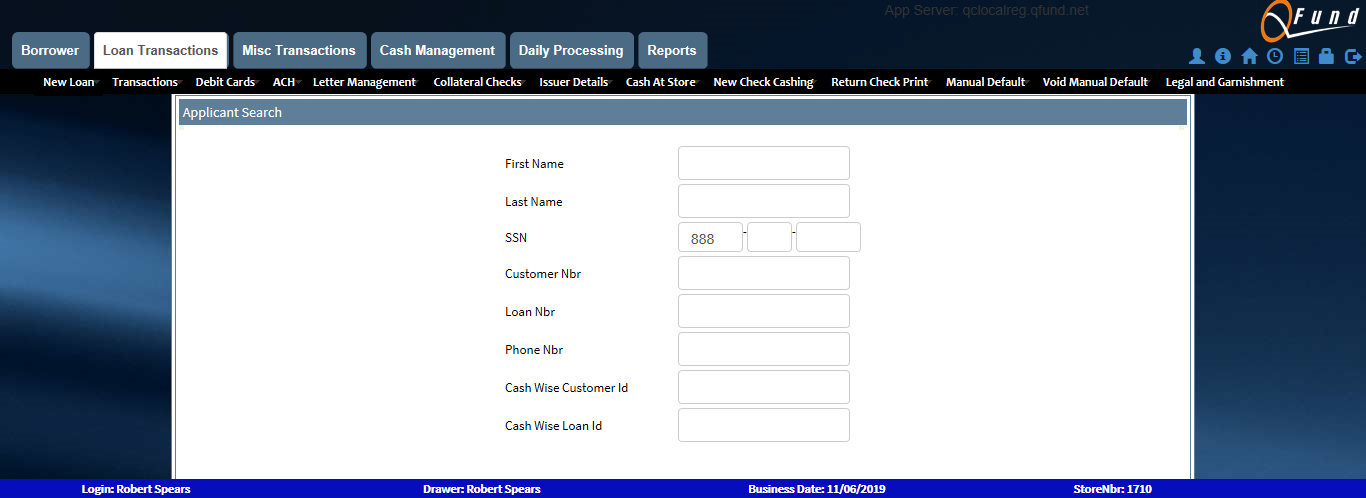 App Server: qclocalreg.qfund.net
QFund
Borrower Loan Transactions Misc Transactions Cash Management Daily Processing Reports
New Loan Transactions Debit Cards ACH Letter Management Collateral Checks Issuer Details Cash At Store New Check Cashing Return Check Print Manual Default Void Manual Default Legal and Garnishment
Applicant Search
First Name
Last Name
SSN 888 - -
Customer Nbr
Loan Nbr
Phone Nbr
Cash Wise Customer Id
Cash Wise Loan Id
Login: Robert Spears Drawer: Robert Spears Business Date: 11/06/2019 StoreNbr: 1710